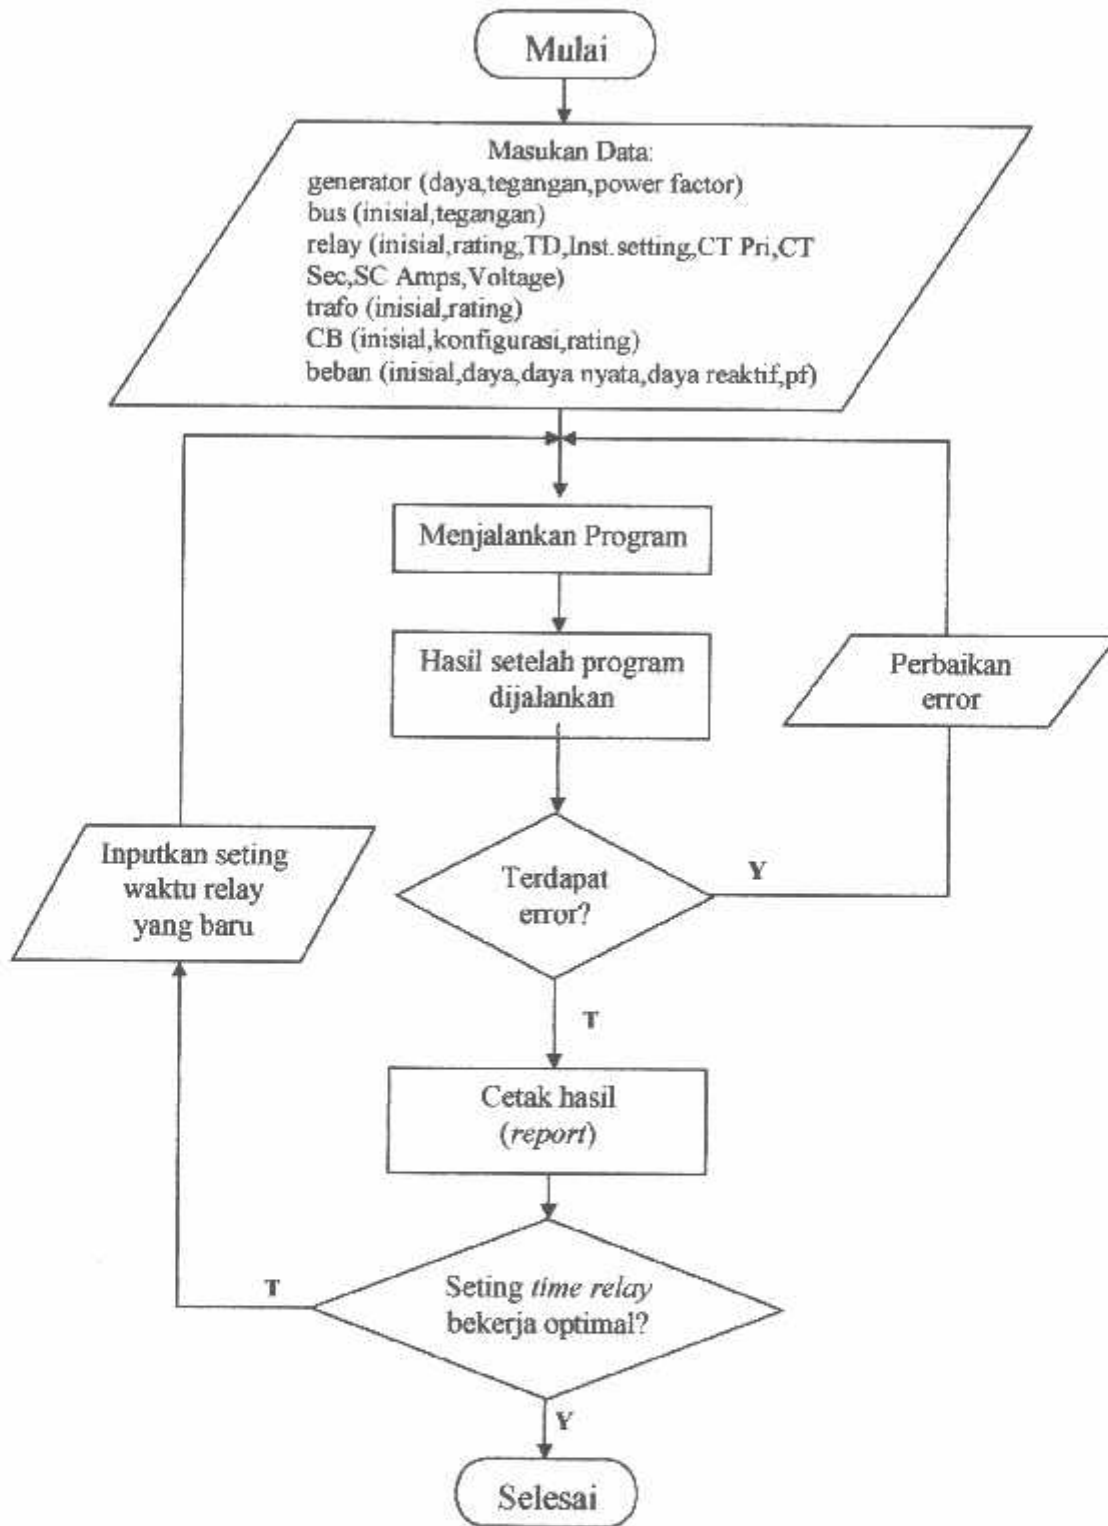 Mulai
Masukan Data:
generator (daya,tegangan,power factor)
bus (inisial,tegangan)
relay (inisial,rating,TD,Inst.setting,CT Pri,CT
Sec,SC Amps,Voltage)
trafo (inisial,rating)
CB (inisial,konfigurasi,rating)
beban (inisial,daya,daya nyata,daya reaktif,pf)
Menjalankan Program
Hasil setelah program
dijalankan
Perbaikan
error
Inputkan seting
waktu relay
yang baru
Terdapat
error?
Y
T
Cetak hasil
(report)
Seting time relay
bekerja optimal?
T
Y
Selesai